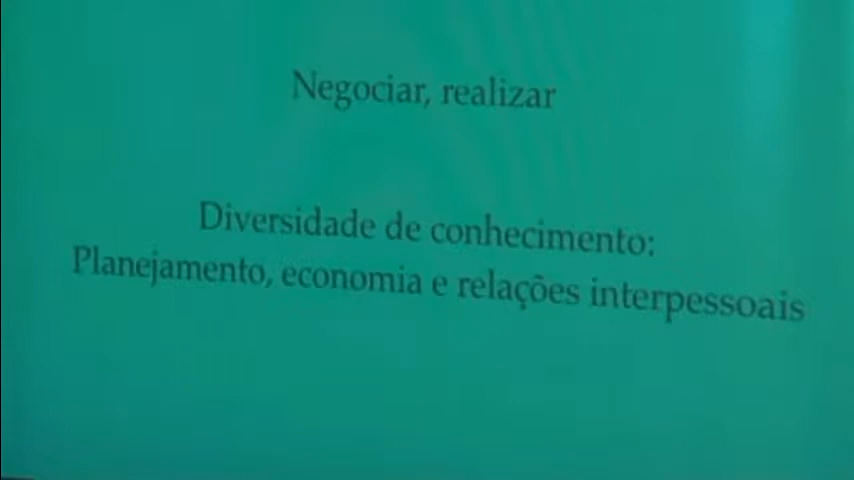 Negociar, realizar
Diversidade de conhecimento:
Planejamento, economia e relações interpessoais